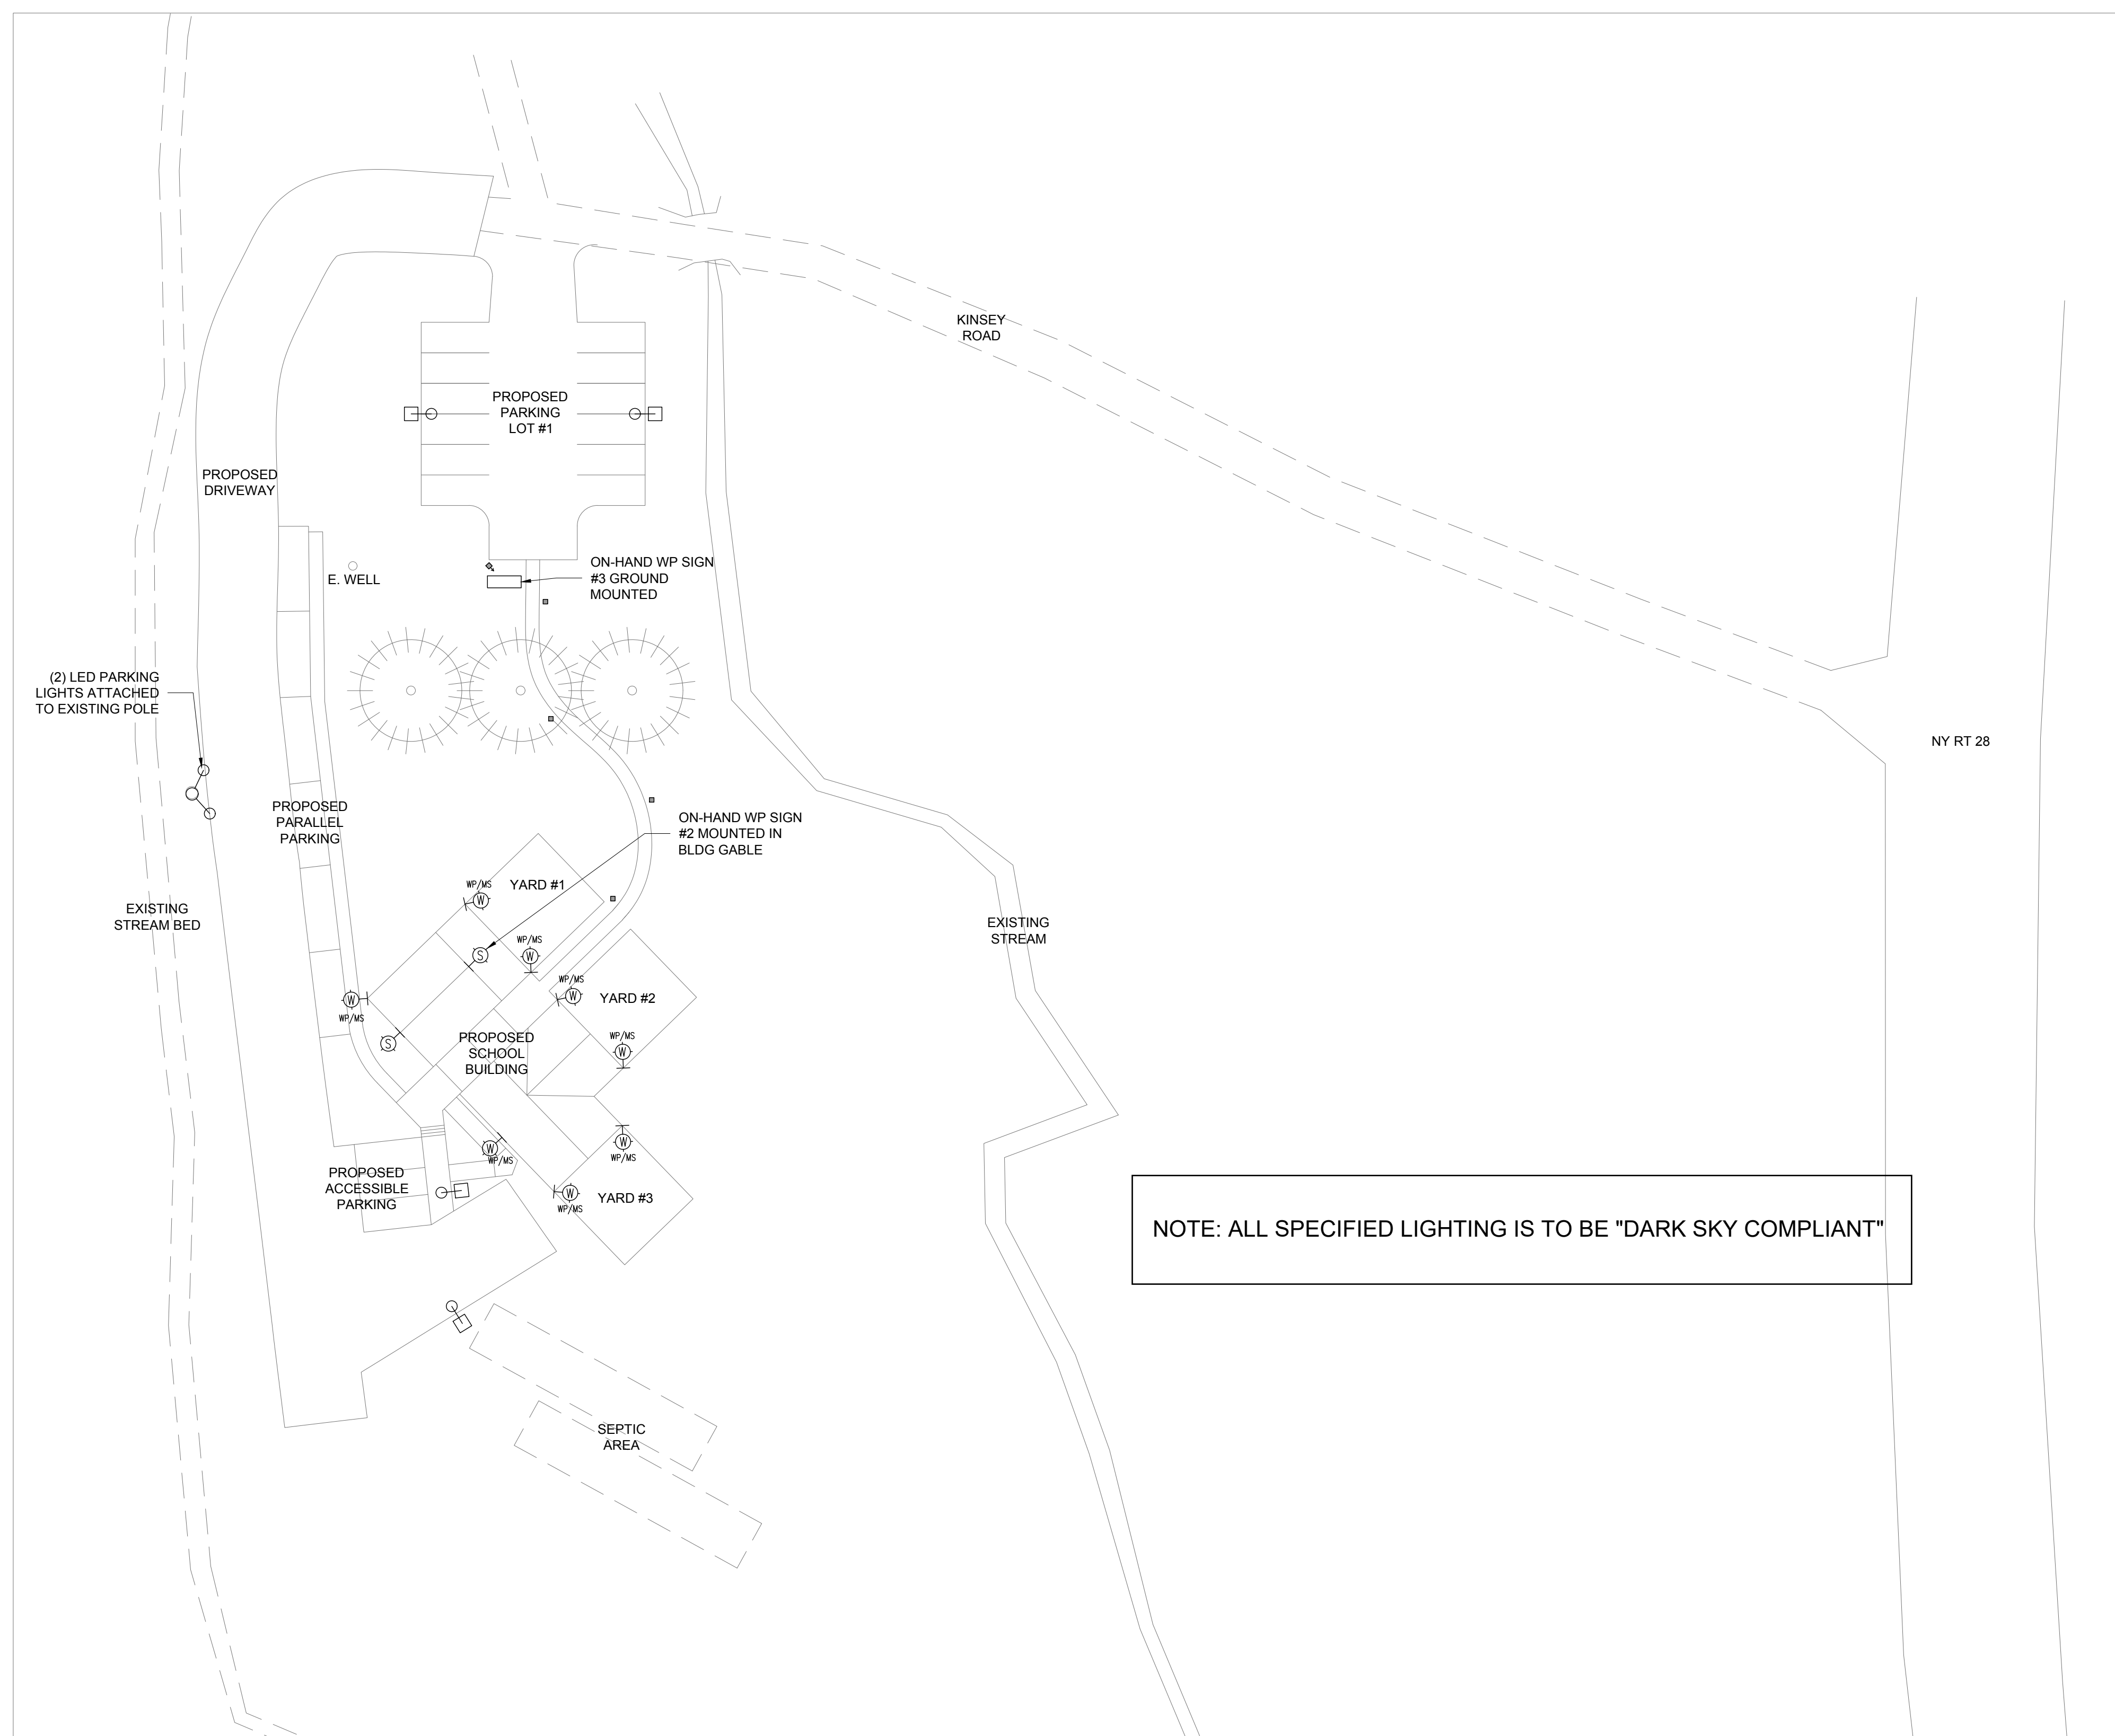 KINSEY
ROAD
PROPOSED
PARKING
LOT #1
PROPOSED
DRIVEWAY
ON-HAND WP SIGN
#3 GROUND
MOUNTED
E. WELL
(2) LED PARKING
LIGHTS ATTACHED
TO EXISTING POLE
NY RT 28
PROPOSED
PARALLEL
PARKING
ON-HAND WP SIGN
#2 MOUNTED IN
BLDG GABLE
WP/MS
W
YARD #1
EXISTING
STREAM BED
EXISTING
STREAM
S
WP/MS
W
WP/MS
W
YARD #2
W
WP/MS
S
PROPOSED
SCHOOL
BUILDING
WP/MS
W
W
WP/MS
W
WP/MS
PROPOSED
ACCESSIBLE
PARKING
W
WP/MS
YARD #3
NOTE: ALL SPECIFIED LIGHTING IS TO BE "DARK SKY COMPLIANT"
SEPTIC
AREA